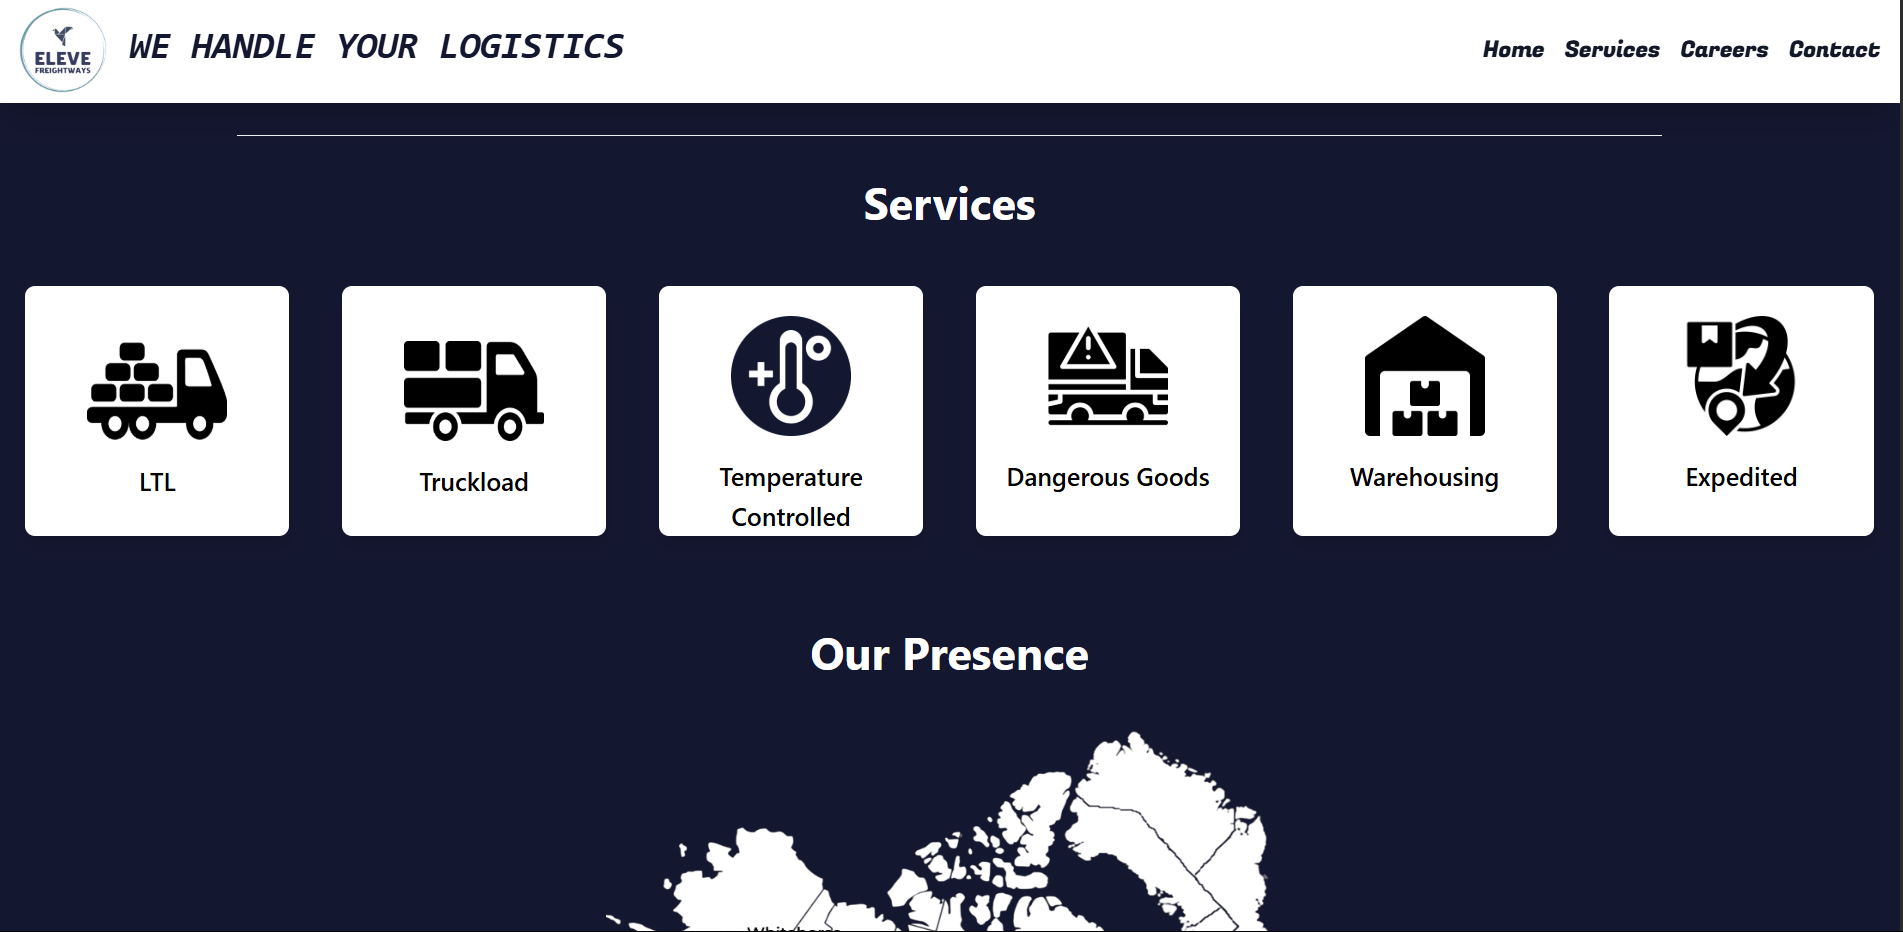 ELEVE
FREIGHTWAYS
WE HANDLE YOUR LOGISTICS
Home Services Careers Contact
Services
LTL
Truckload
Temperature
Controlled
Dangerous Goods
Warehousing
Expedited
Our Presence